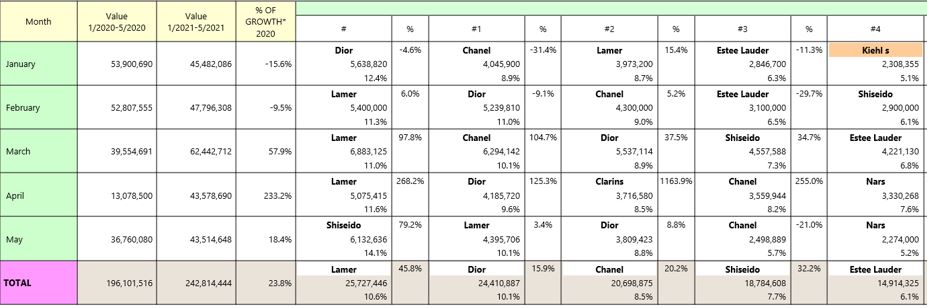 Month Value 1/2020-5/2020 Value 1/2021-5/2021 % OF GROWTH* 2020 # % #1 % #2 % #3 % #4
January 53,900,690 45,482,086 -15.6% Dior -4.6% Chanel -31.4% Lamer 15.4% Estee Lauder -11.3% Kiehl s
5,638,820 4,045,900 3,973,200 2,846,700 2,308,355
12.4% 8.9% 8.7% 6.3% 5.1%
February 52,807,555 47,796,308 -9.5% Lamer 6.0% Dior -9.1% Chanel 5.2% Estee Lauder -29.7% Shiseido
5,400,000 5,239,810 4,300,000 3,100,000 2,900,000
11.3% 11.0% 9.0% 6.5% 6.1%
March 39,554,691 62,442,712 57.9% Lamer 97.8% Chanel 104.7% Dior 37.5% Shiseido 34.7% Estee Lauder
6,883,125 6,294,142 5,537,114 4,557,588 4,221,130
11.0% 10.1% 8.9% 7.3% 6.8%
April 13,078,500 43,578,690 233.2% Lamer 268.2% Dior 125.3% Clarins 1163.9% Chanel 255.0% Nars
5,075,415 4,185,720 3,716,580 3,559,944 3,330,268
11.6% 9.6% 8.5% 8.2% 7.6%
May 36,760,080 43,514,648 18.4% Shiseido 79.2% Lamer 3.4% Dior 8.8% Chanel -21.0% Nars
6,132,636 4,395,706 3,809,423 2,498,889 2,274,000
14.1% 10.1% 8.8% 5.7% 5.2%
TOTAL 196,101,516 242,814,444 23.8% Lamer 45.8% Dior 15.9% Chanel 20.2% Shiseido 32.2% Estee Lauder
25,727,446 24,410,887 20,698,875 18,784,608 14,914,325
10.6% 10.1% 8.5% 7.7% 6.1%